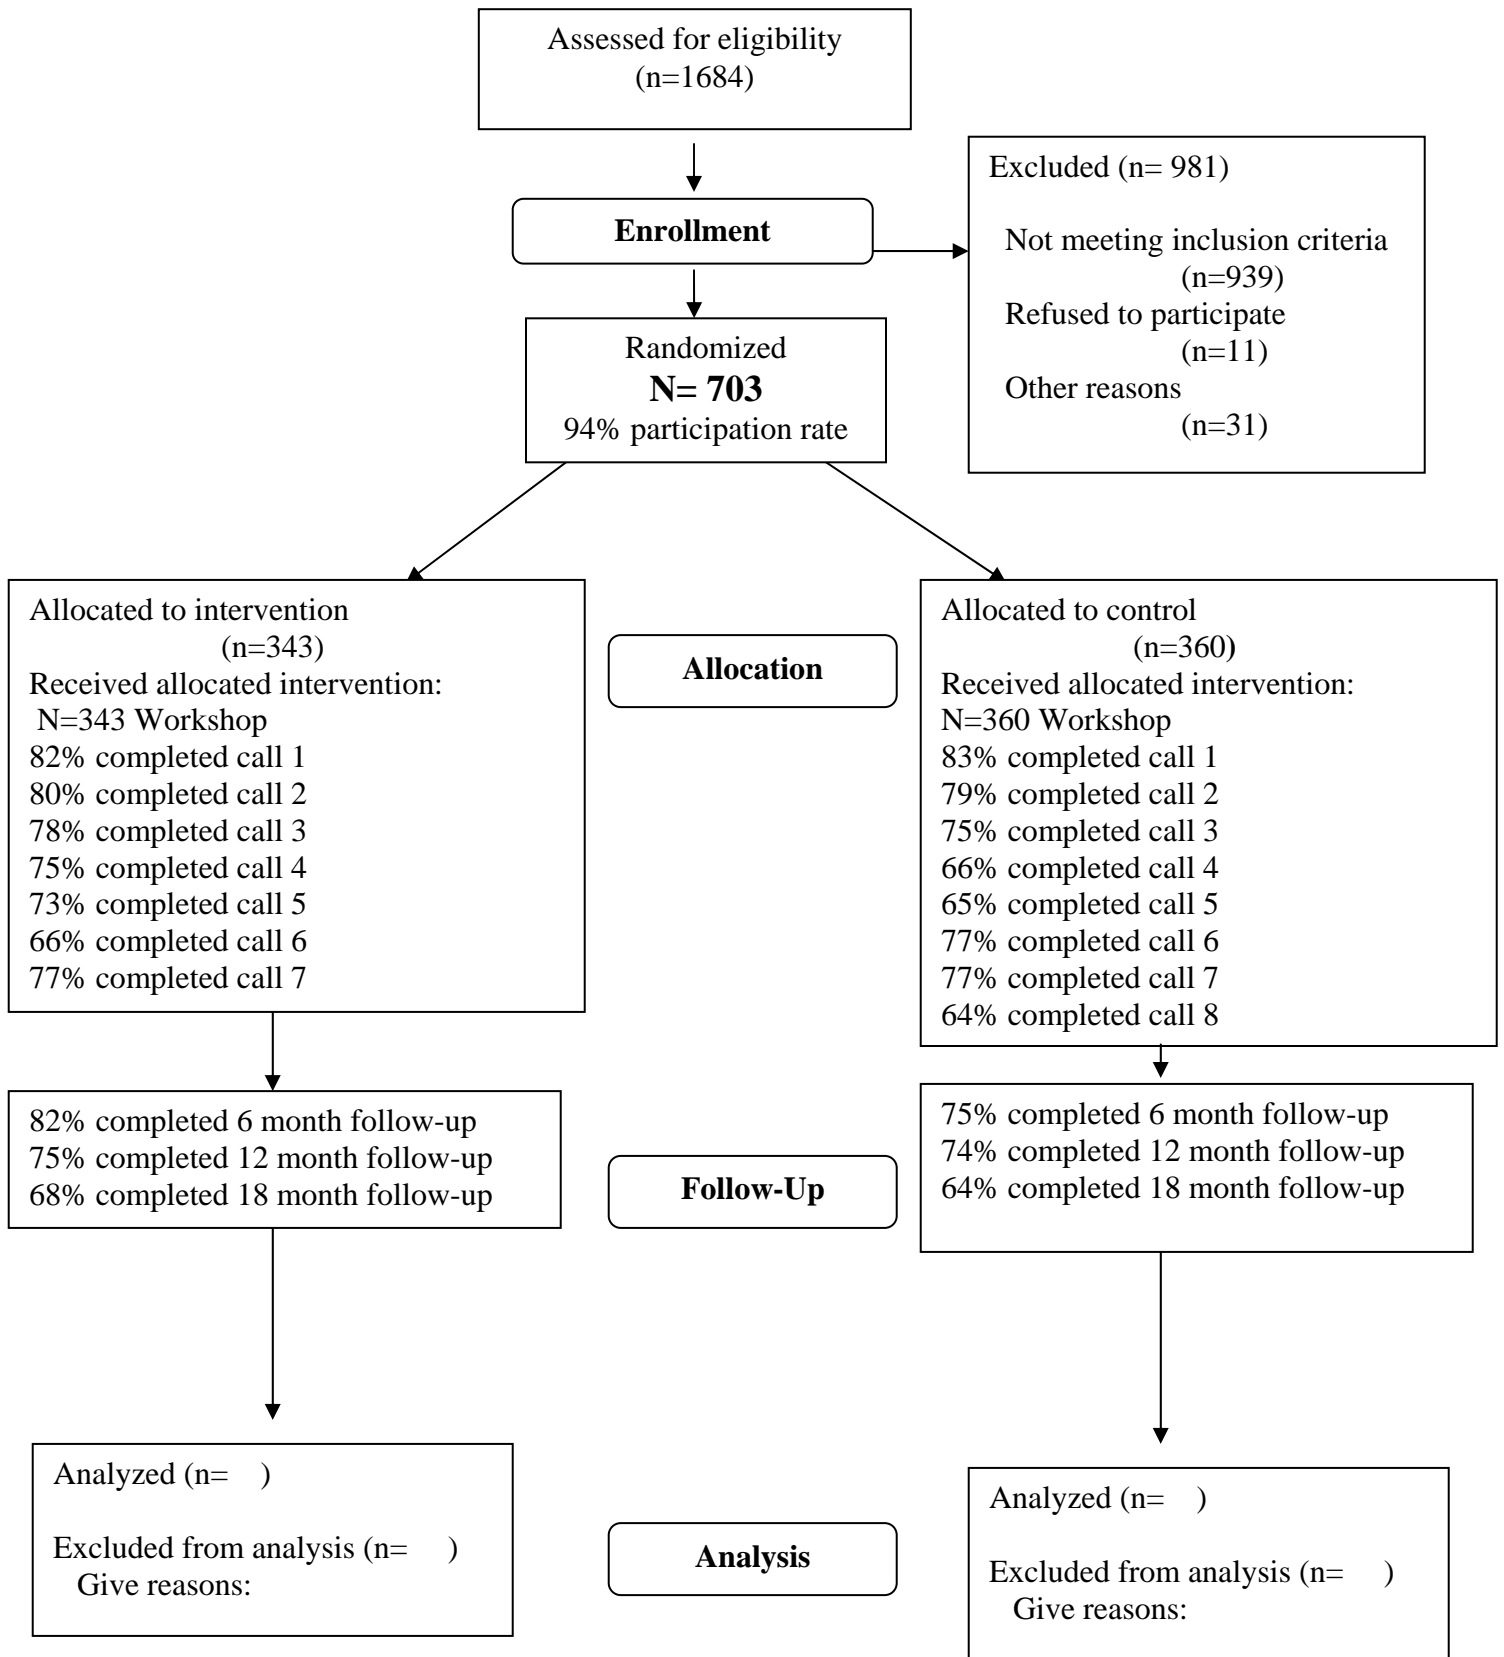 Assessed for eligibility
(n=1684)
Enrollment
Excluded (n= 981)
Not meeting inclusion criteria
(n=939)
Refused to participate
(n=11)
Other reasons
(n=31)
Randomized
N= 703
94% participation rate
Allocated to intervention
(n=343)
Received allocated intervention:
N=343 Workshop
82% completed call 1
80% completed call 2
78% completed call 3
75% completed call 4
73% completed call 5
66% completed call 6
77% completed call 7
Allocation
Allocated to control
(n=360)
Received allocated intervention:
N=360 Workshop
83% completed call 1
79% completed call 2
75% completed call 3
66% completed call 4
65% completed call 5
77% completed call 6
77% completed call 7
64% completed call 8
82% completed 6 month follow-up
75% completed 12 month follow-up
68% completed 18 month follow-up
Follow-Up
75% completed 6 month follow-up
74% completed 12 month follow-up
64% completed 18 month follow-up
Analyzed (n=   )
Excluded from analysis (n=    )
Give reasons:
Analysis
Analyzed (n=   )
Excluded from analysis (n=    )
Give reasons: